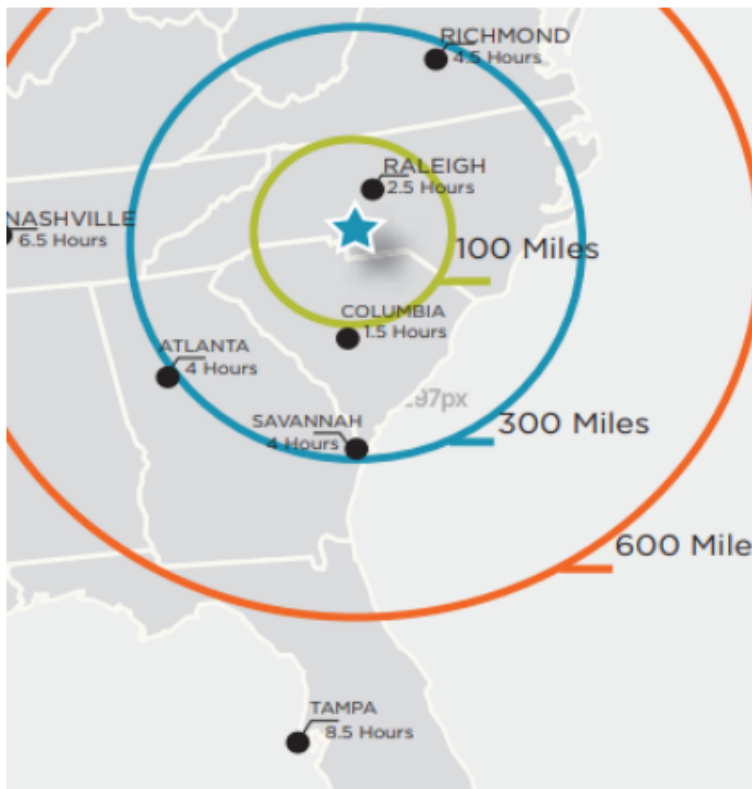 RICHMOND
4.5 Hours
RALEIGH
2.5 Hours
NASHVILLE
6.5 Hours
100 Miles
COLUMBIA
1.5 Hours
ATLANTA
4 Hours
SAVANNAH
4 Hours
300 Miles
600 Mile
TAMPA
8.5 Hours